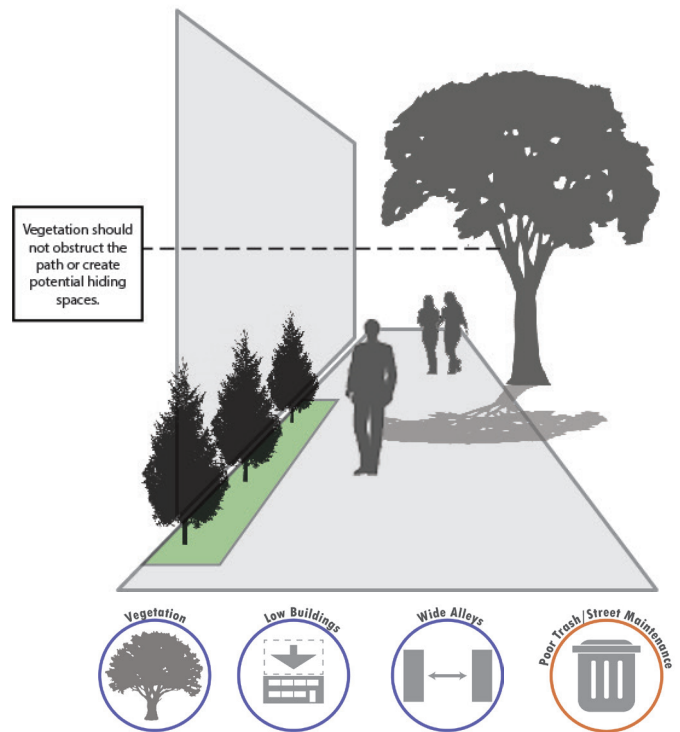 Vegetation should
not obstruct the
path or create
potential hiding
spaces.
Vegetation
Low Buildings
Wide Alleys
Poor Trash/Street Maintenance